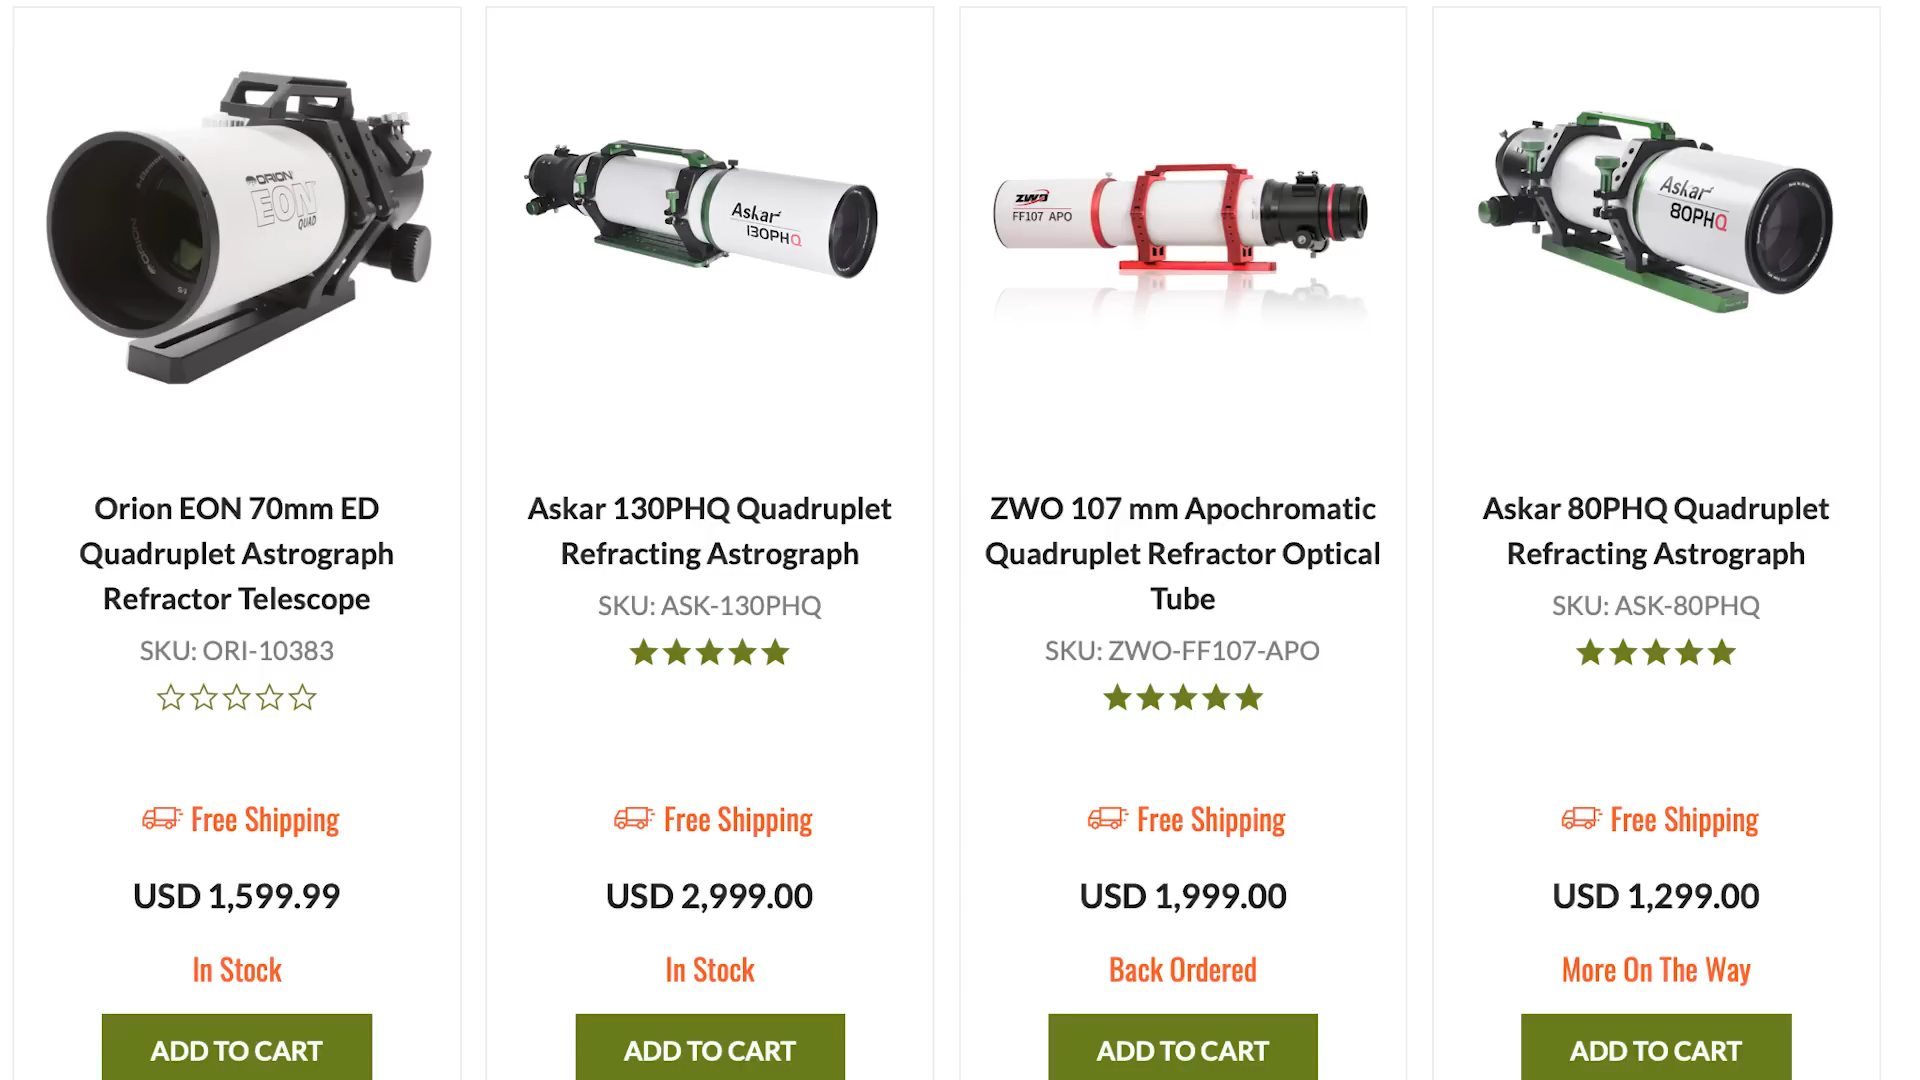 ORION
EON
QUAD
ORION
Orion EON 70mm ED
Quadruplet Astrograph
Refractor Telescope
SKU: ORI-10383
Free Shipping
USD 1,599.99
In Stock
ADD TO CART
Askar
130PHQ
Askar 130PHQ Quadruplet
Refracting Astrograph
SKU: ASK-130PHQ
Free Shipping
USD 2,999.00
In Stock
ADD TO CART
ZWO
FF107 APO
ZWO 107 mm Apochromatic
Quadruplet Refractor Optical
Tube
SKU: ZWO-FF107-APO
Free Shipping
USD 1,999.00
Back Ordered
ADD TO CART
Askar
80PHQ
Askar 80PHQ Quadruplet
Refracting Astrograph
SKU: ASK-80PHQ
Free Shipping
USD 1,299.00
More On The Way
ADD TO CART